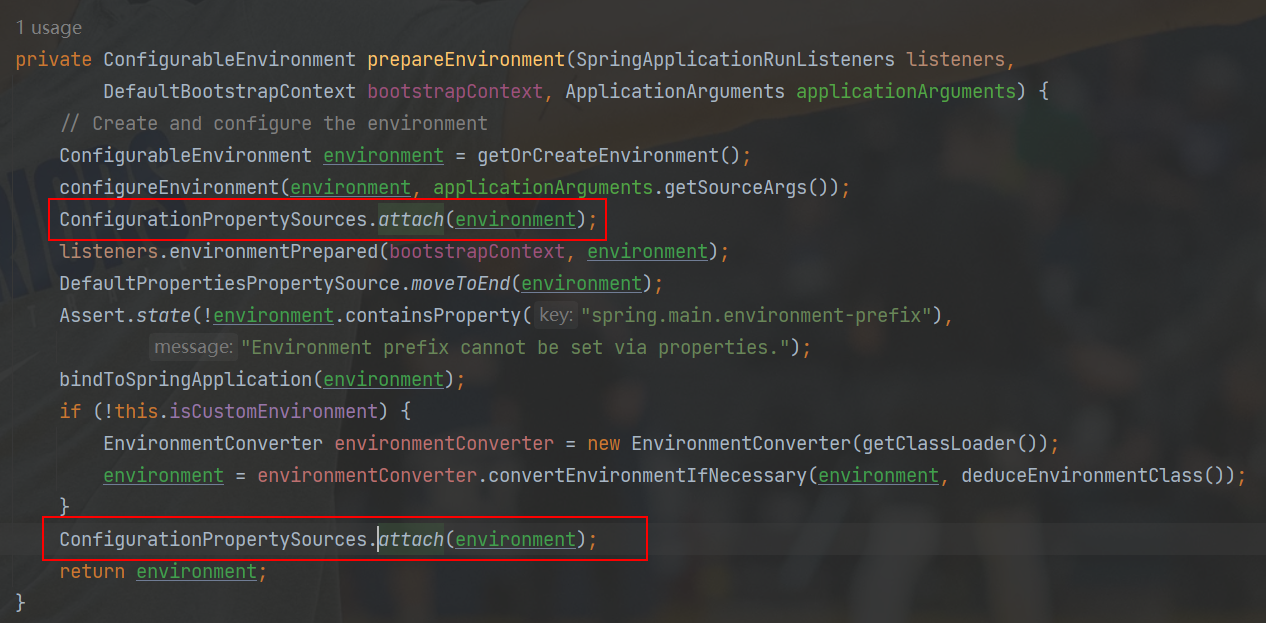 1 usage
private ConfigurableEnvironment prepareEnvironment(SpringApplicationRunListeners listeners,
        DefaultBootstrapContext bootstrapContext, ApplicationArguments applicationArguments) {
    // Create and configure the environment
    ConfigurableEnvironment environment = getOrCreateEnvironment();
    configureEnvironment(environment, applicationArguments.getSourceArgs());
    ConfigurationPropertySources.attach(environment);
    listeners.environmentPrepared(bootstrapContext, environment);
    DefaultPropertiesPropertySource.moveToEnd(environment);
    Assert.state(!environment.containsProperty( key: "spring.main.environment-prefix"),
            message: "Environment prefix cannot be set via properties.");
    bindToSpringApplication(environment);
    if (!this.isCustomEnvironment) {
        EnvironmentConverter environmentConverter = new EnvironmentConverter(getClassLoader());
        environment = environmentConverter.convertEnvironmentIfNecessary(environment, deduceEnvironmentClass());
    }
    ConfigurationPropertySources.attach(environment);
    return environment;
}